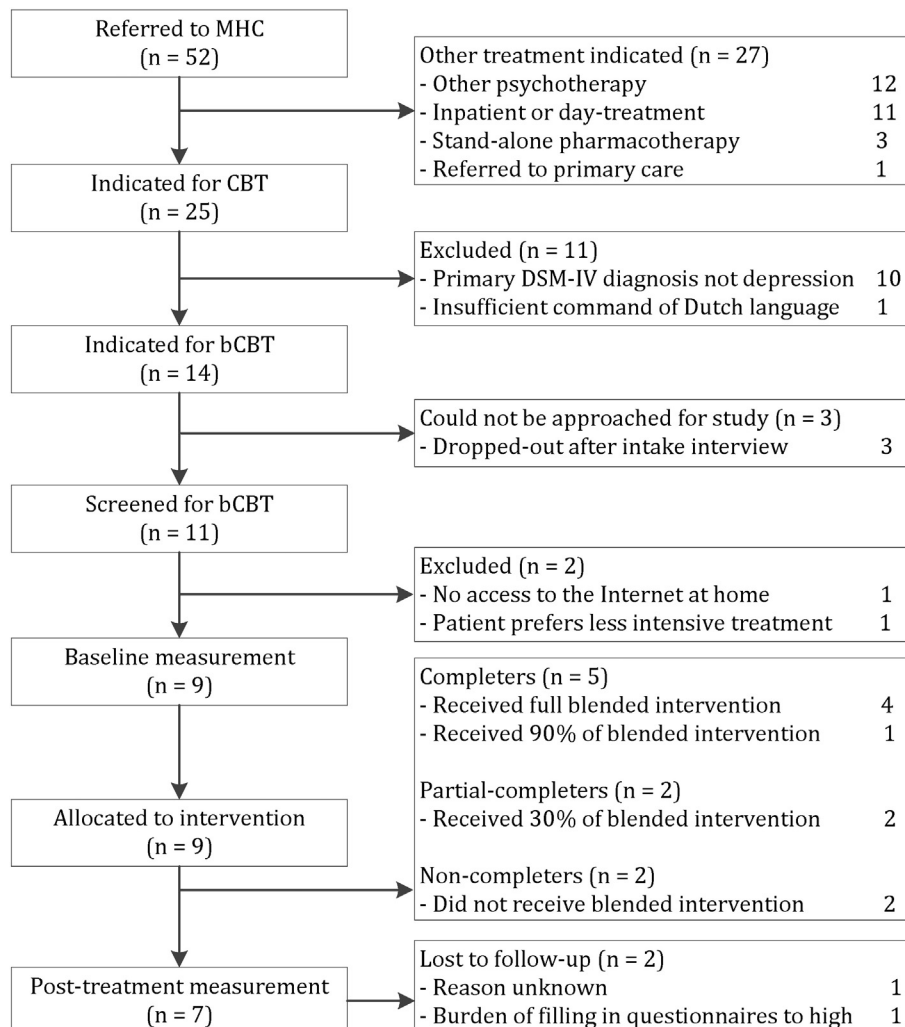 Referred to MHC
(n = 52)
Other treatment indicated (n = 27)
- Other psychotherapy 12
- Inpatient or day-treatment 11
- Stand-alone pharmacotherapy 3
- Referred to primary care 1
Indicated for CBT
(n = 25)
Excluded (n = 11)
- Primary DSM-IV diagnosis not depression 10
- Insufficient command of Dutch language 1
Indicated for bCBT
(n = 14)
Could not be approached for study (n = 3)
- Dropped-out after intake interview 3
Screened for bCBT
(n = 11)
Excluded (n = 2)
- No access to the Internet at home 1
- Patient prefers less intensive treatment 1
Baseline measurement
(n = 9)
Completers (n = 5)
- Received full blended intervention 4
- Received 90% of blended intervention 1
Partial-completers (n = 2)
- Received 30% of blended intervention 2
Allocated to intervention
(n = 9)
Non-completers (n = 2)
- Did not receive blended intervention 2
Post-treatment measurement
(n = 7)
Lost to follow-up (n = 2)
- Reason unknown 1
- Burden of filling in questionnaires to high 1